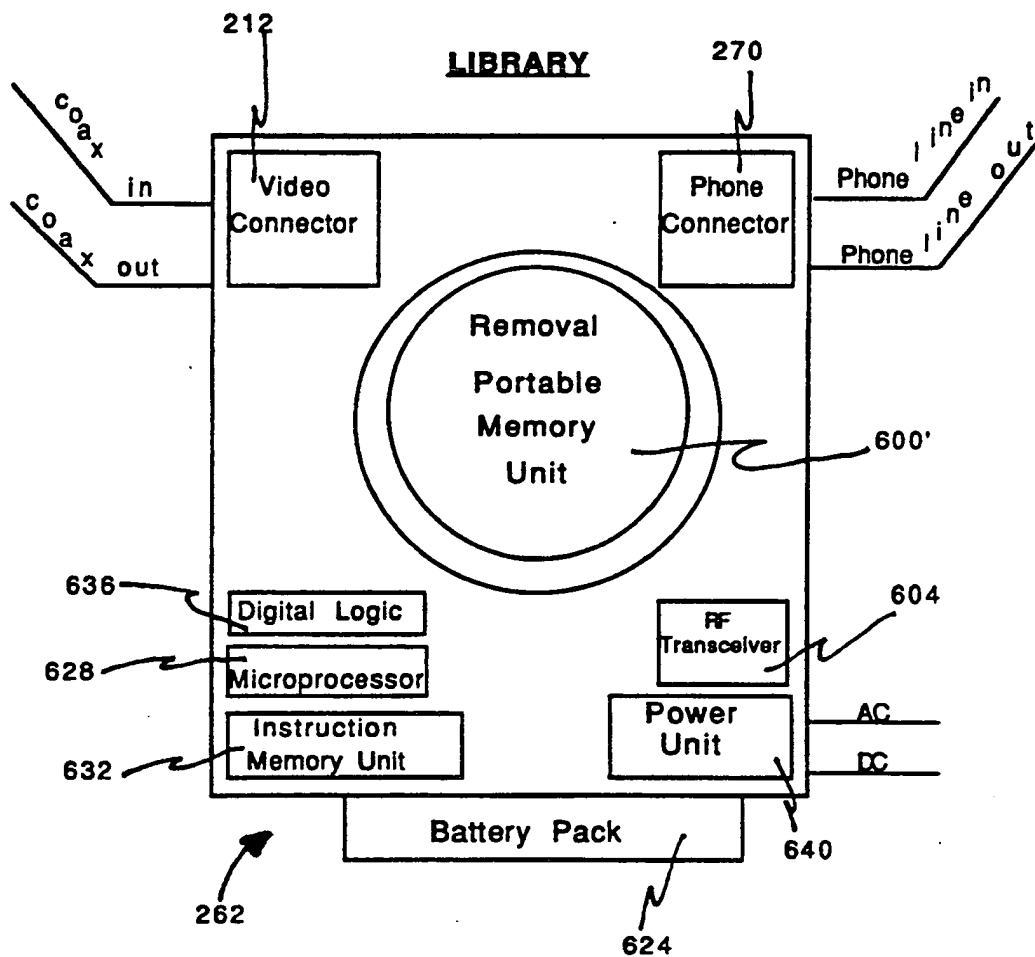 212
LIBRARY
270
coax in
coax out
Video
Connector
Phone
Connector
Phone line in
Phone line out
Removal
Portable
Memory
Unit
600'
636
Digital Logic
628
Microprocessor
632
Instruction
Memory Unit
RF
Transceiver
604
Power
Unit
AC
DC
640
Battery Pack
262
624